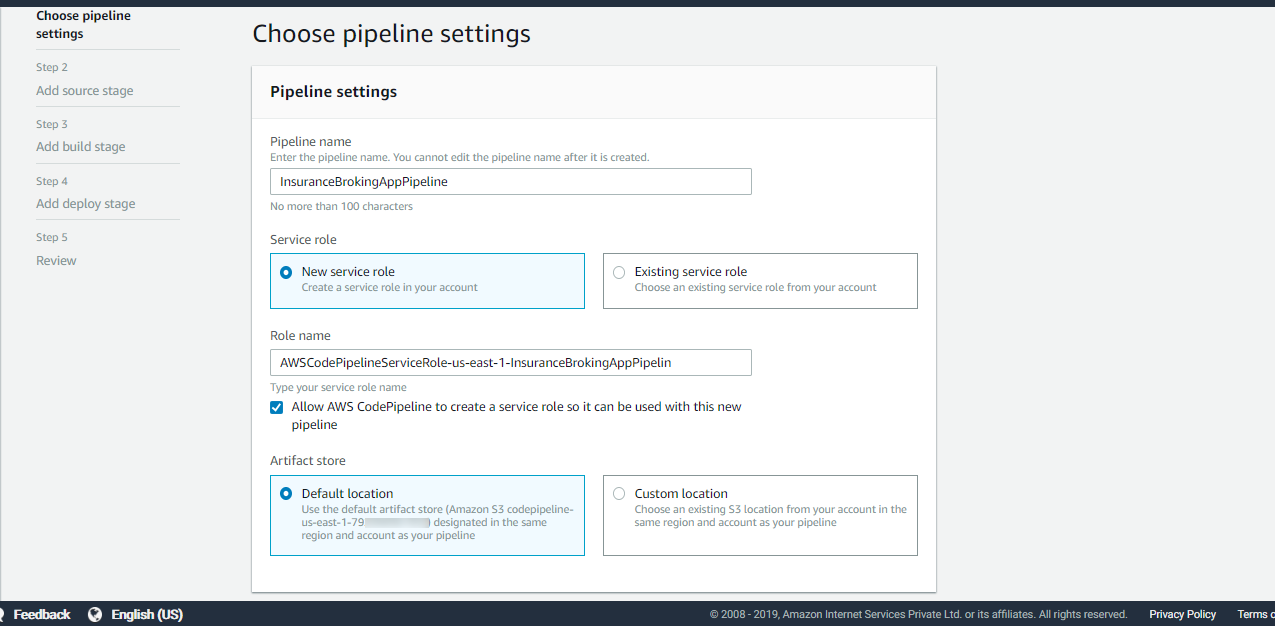 Choose pipeline
settings
Step 2
Add source stage
Step 3
Add build stage
Step 4
Add deploy stage
Step 5
Review
Choose pipeline settings
Pipeline settings
Pipeline name
Enter the pipeline name. You cannot edit the pipeline name after it is created.
InsuranceBrokingAppPipeline
No more than 100 characters
Service role
New service role
Create a service role in your account
Existing service role
Choose an existing service role from your account
Role name
AWSCodePipelineServiceRole-us-east-1-InsuranceBrokingAppPipelin
Type your service role name
Allow AWS CodePipeline to create a service role so it can be used with this new
pipeline
Artifact store
Default location
Use the default artifact store (Amazon S3 codepipeline-
us-east-1-79 ) designated in the same
region and account as your pipeline
Custom location
Choose an existing S3 location from your account in the
same region and account as your pipeline
Feedback English (US) © 2008 - 2019, Amazon Internet Services Private Ltd. or its affiliates. All rights reserved. Privacy Policy Terms